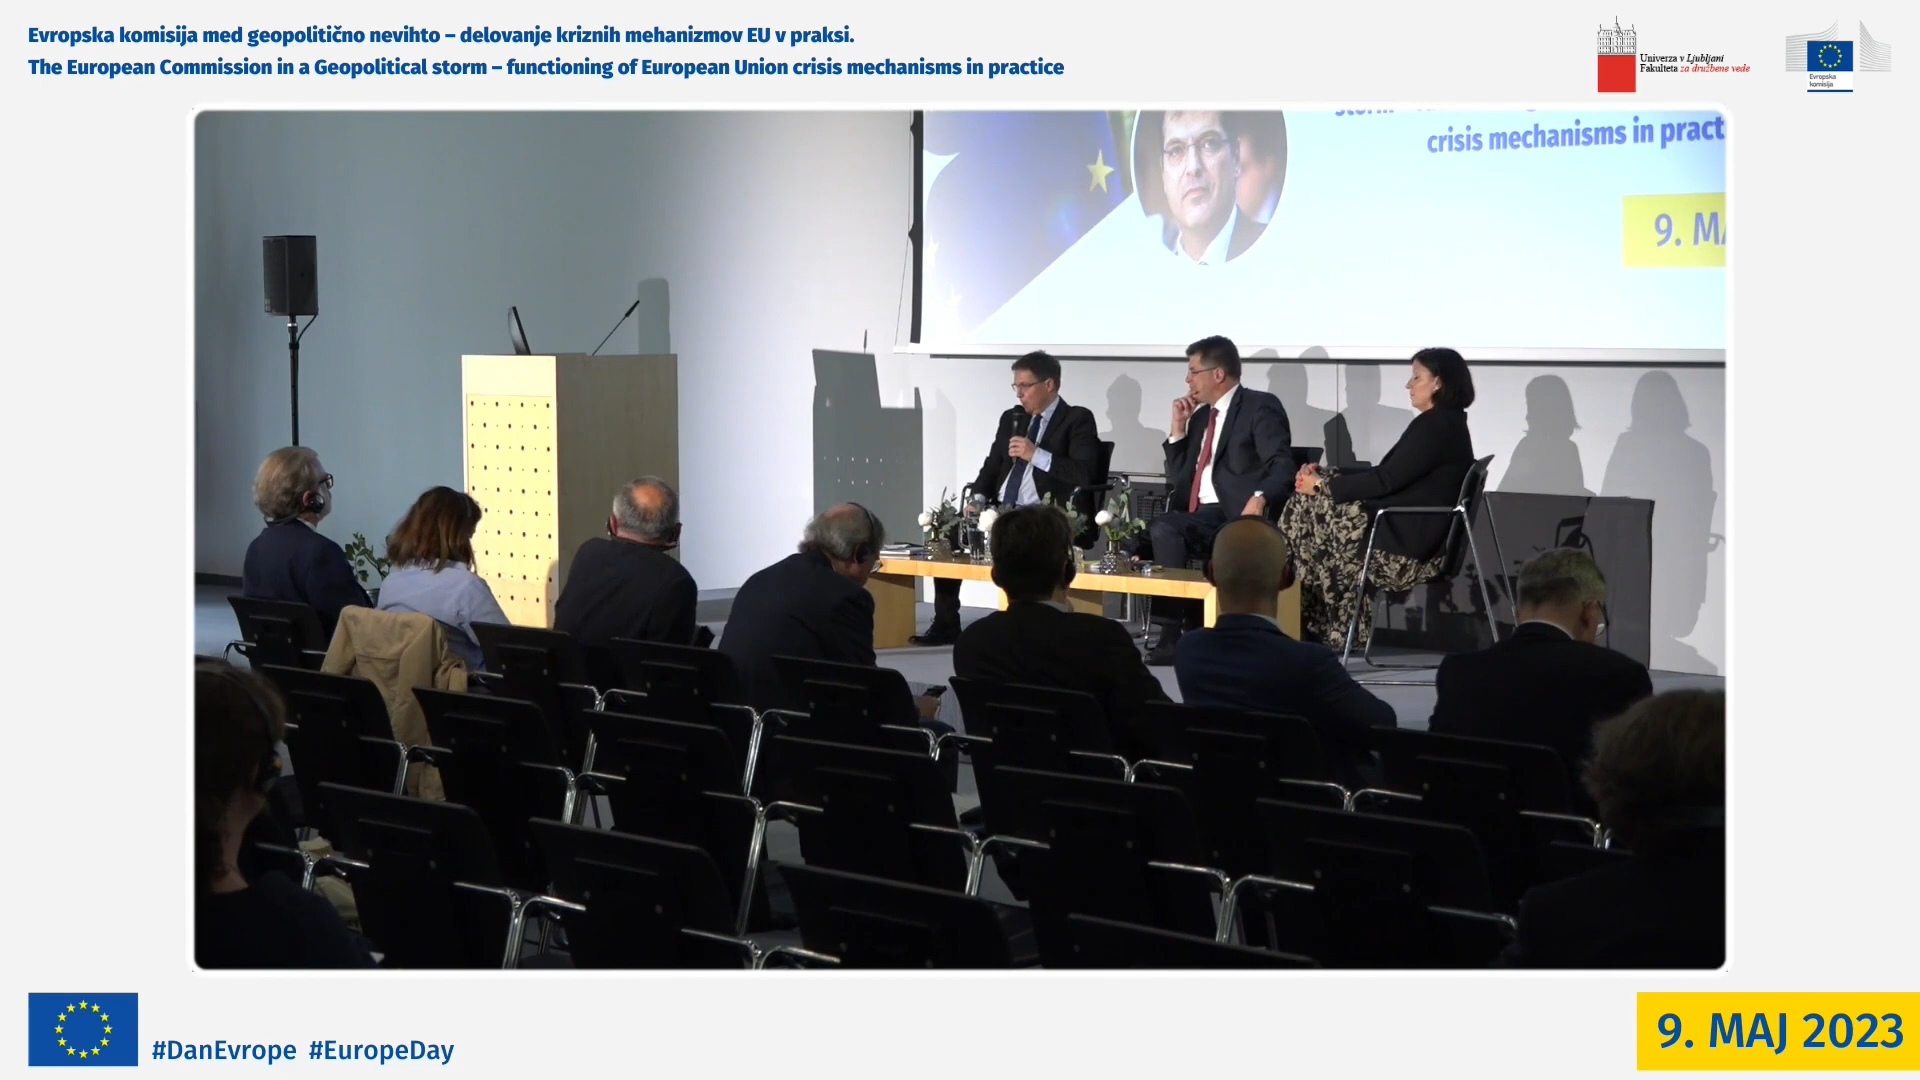 Evropska komisija med geopolitično nevihto – delovanje kriznih mehanizmov EU v praksi.
The European Commission in a Geopolitical storm – functioning of European Union crisis mechanisms in practice
Univerza v Ljubljani
Fakulteta za družbene vede
Evropska
komisija
crisis mechanisms in pract
9. MA
#DanEvrope #EuropeDay
9. MAJ 2023